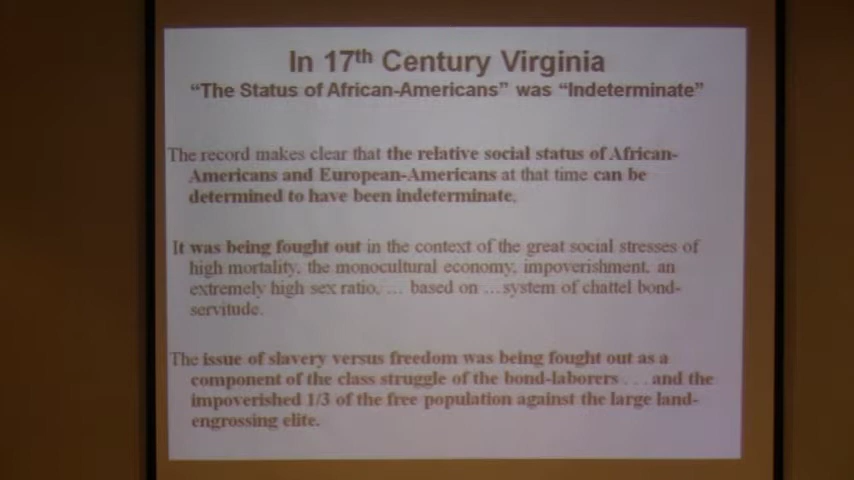 In 17th Century Virginia
“The Status of African-Americans” was “Indeterminate”
The record makes clear that the relative social status of African-
Americans and European-Americans at that time can be
determined to have been indeterminate.
It was being fought out in the context of the great social stresses of
high mortality, the monocultural economy, impoverishment, an
extremely high sex ratio, … based on …system of chattel bond-
servitude.
The issue of slavery versus freedom was being fought out as a
component of the class struggle of the bond-laborers . . . and the
impoverished 1/3 of the free population against the large land-
engrossing elite.